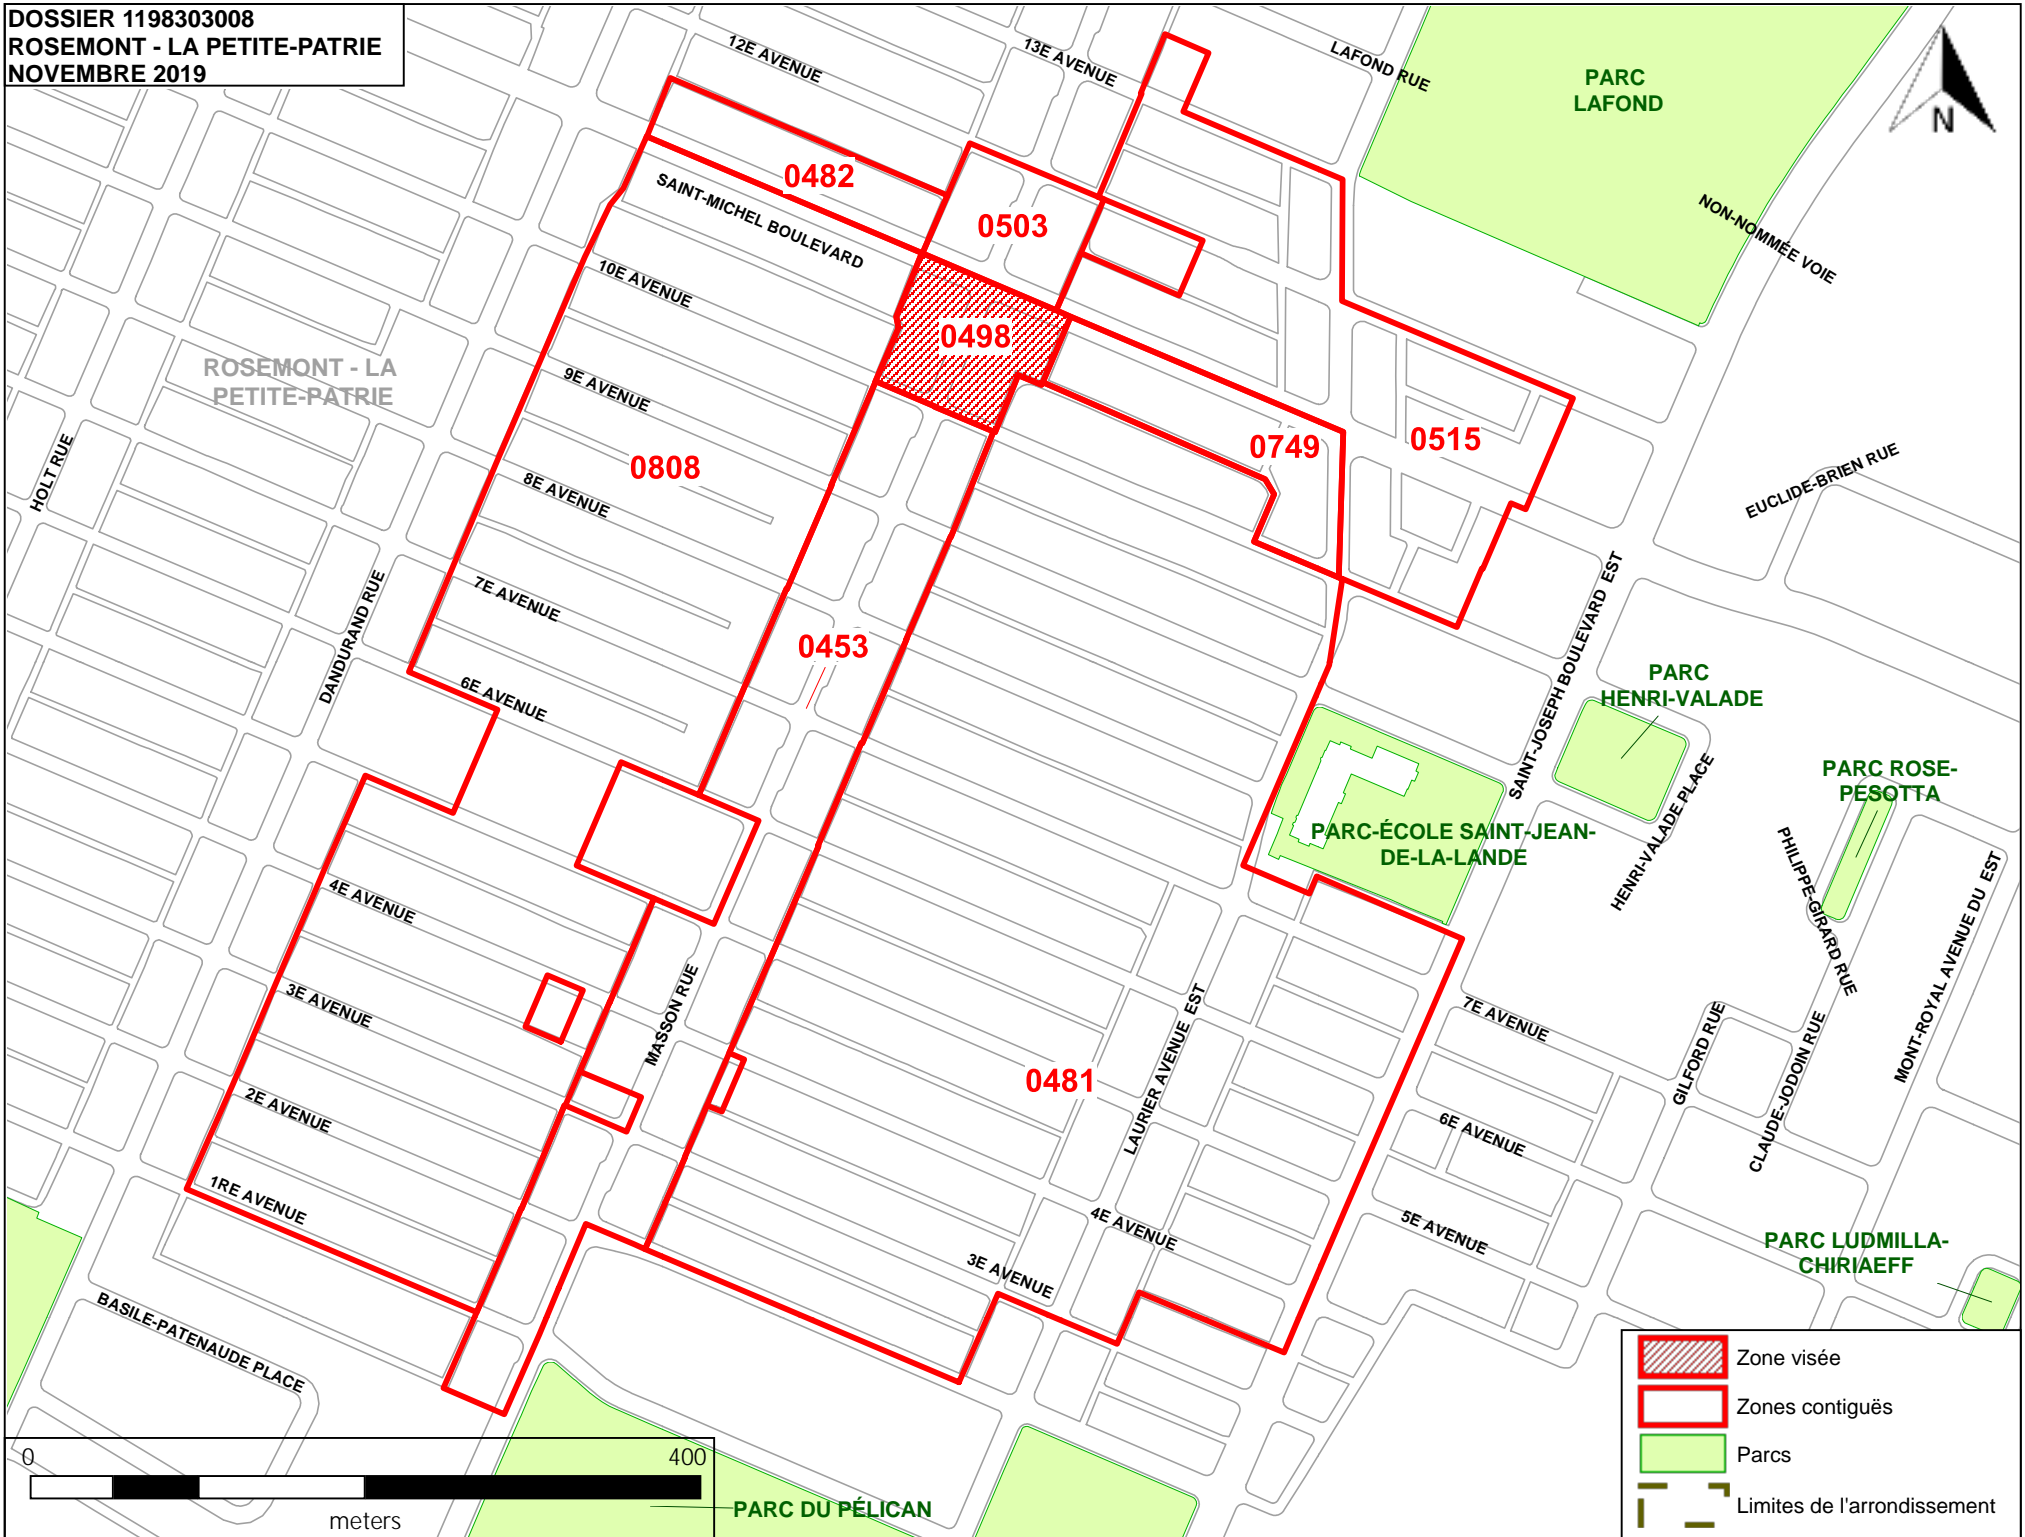 DOSSIER 1198303008
ROSEMONT - LA PETITE-PATRIE
NOVEMBRE 2019
12E AVENUE
13E AVENUE
LAFOND RUE
PARC
LAFOND
N
0482
SAINT-MICHEL BOULEVARD
0503
NON-NOMMÉE VOIE
10E AVENUE
0498
ROSEMONT - LA
PETITE-PATRIE
9E AVENUE
0749
0515
HOLT RUE
0808
8E AVENUE
EUCLIDE-BRIEN RUE
DANDURAND RUE
7E AVENUE
SAINT-JOSEPH BOULEVARD EST
0453
6E AVENUE
PARC
HENRI-VALADE
HENRI-VALADE PLACE
PARC ROSE-
PESOTTA
PARC-ÉCOLE SAINT-JEAN-
DE-LA-LANDE
PHILIPPE-GIRARD RUE
MONT-ROYAL AVENUE DU EST
4E AVENUE
3E AVENUE
MASSON RUE
LAURIER AVENUE EST
7E AVENUE
GILFORD RUE
CLAUDE-JODOIN RUE
0481
2E AVENUE
6E AVENUE
1RE AVENUE
4E AVENUE
5E AVENUE
3E AVENUE
PARC LUDMILLA-
CHIRIAEFF
BASILE-PATENAUDE PLACE
Zone visée
Zones contiguës
Parcs
Limites de l'arrondissement
0
400
meters
PARC DU PÉLICAN